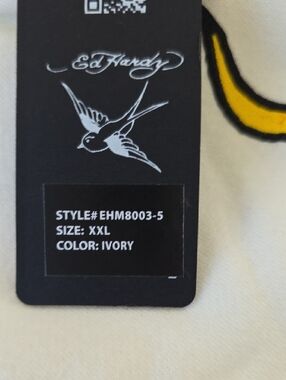 Ed Hardy
STYLE# EHM8003-5
SIZE: XXL
COLOR: IVORY